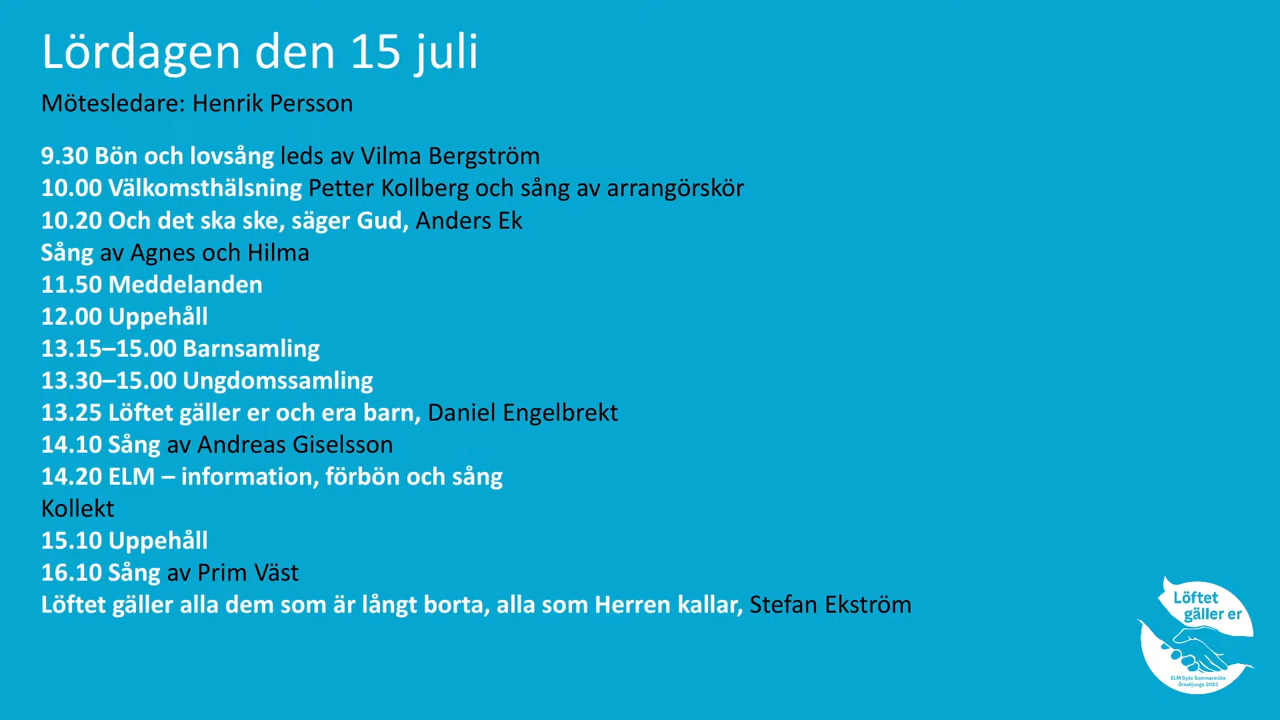 Lördagen den 15 juli
Mötesledare: Henrik Persson
9.30 Bön och lovsång leds av Vilma Bergström
10.00 Välkomsthälsning Petter Kollberg och sång av arrangörskör
10.20 Och det ska ske, säger Gud, Anders Ek
Sång av Agnes och Hilma
11.50 Meddelanden
12.00 Uppehåll
13.15–15.00 Barnsamling
13.30–15.00 Ungdomssamling
13.25 Löftet gäller er och era barn, Daniel Engelbrekt
14.10 Sång av Andreas Giselsson
14.20 ELM – information, förbön och sång
Kollekt
15.10 Uppehåll
16.10 Sång av Prim Väst
Löftet gäller alla dem som är långt borta, alla som Herren kallar, Stefan Ekström
Löftet
gäller er
ELM Syds Sommarmöte
Örkelljunga 2023